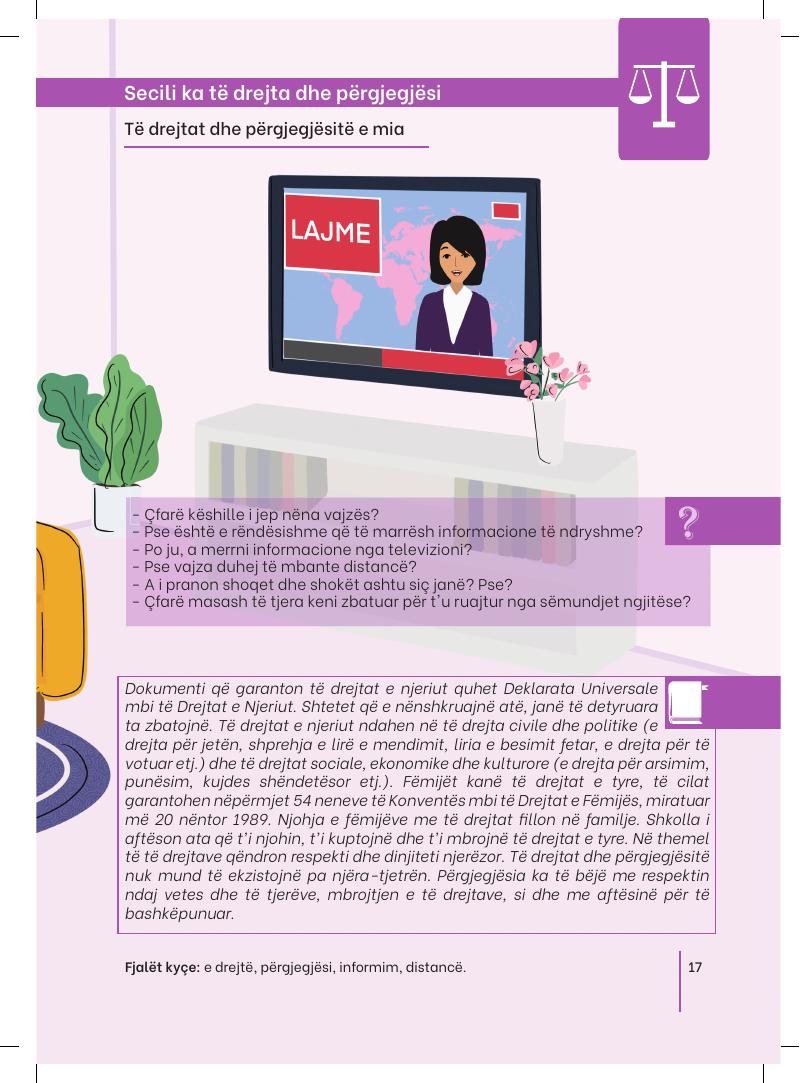 Secili ka të drejta dhe përgjegjësi
Të drejtat dhe përgjegjësitë e mia
LAJME
- Çfarë këshille i jep nëna vajzës?
- Pse është e rëndësishme që të marrësh informacione të ndryshme?
- Po ju, a merrni informacione nga televizioni?
- Pse vajza duhej të mbante distancë?
- A i pranon shoqet dhe shokët ashtu siç janë? Pse?
- Çfarë masash të tjera keni zbatuar për t'u ruajtur nga sëmundjet ngjitëse?
?
Dokumenti që garanton të drejtat e njeriut quhet Deklarata Universale
mbi të Drejtat e Njeriut. Shtetet që e nënshkruajnë atë, janë të detyruara
ta zbatojnë. Të drejtat e njeriut ndahen në të drejta civile dhe politike (e
drejta për jetën, shprehja e lirë e mendimit, liria e besimit fetar, e drejta për të
votuar etj.) dhe të drejtat sociale, ekonomike dhe kulturore (e drejta për arsimim,
punësim, kujdes shëndetësor etj.). Fëmijët kanë të drejtat e tyre, të cilat
garantohen nëpërmjet 54 neneve të Konventës mbi të Drejtat e Fëmijës, miratuar
më 20 nëntor 1989. Njohja e fëmijëve me të drejtat fillon në familje. Shkolla i
aftëson ata që t'i njohin, t'i kuptojnë dhe t'i mbrojnë të drejtat e tyre. Në themel
të të drejtave qëndron respekti dhe dinjiteti njerëzor. Të drejtat dhe përgjegjësitë
nuk mund të ekzistojnë pa njëra-tjetrën. Përgjegjësia ka të bëjë me respektin
ndaj vetes dhe të tjerëve, mbrojtjen e të drejtave, si dhe me aftësinë për të
bashkëpunuar.
Fjalët kyçe: e drejtë, përgjegjësi, informim, distancë.
17